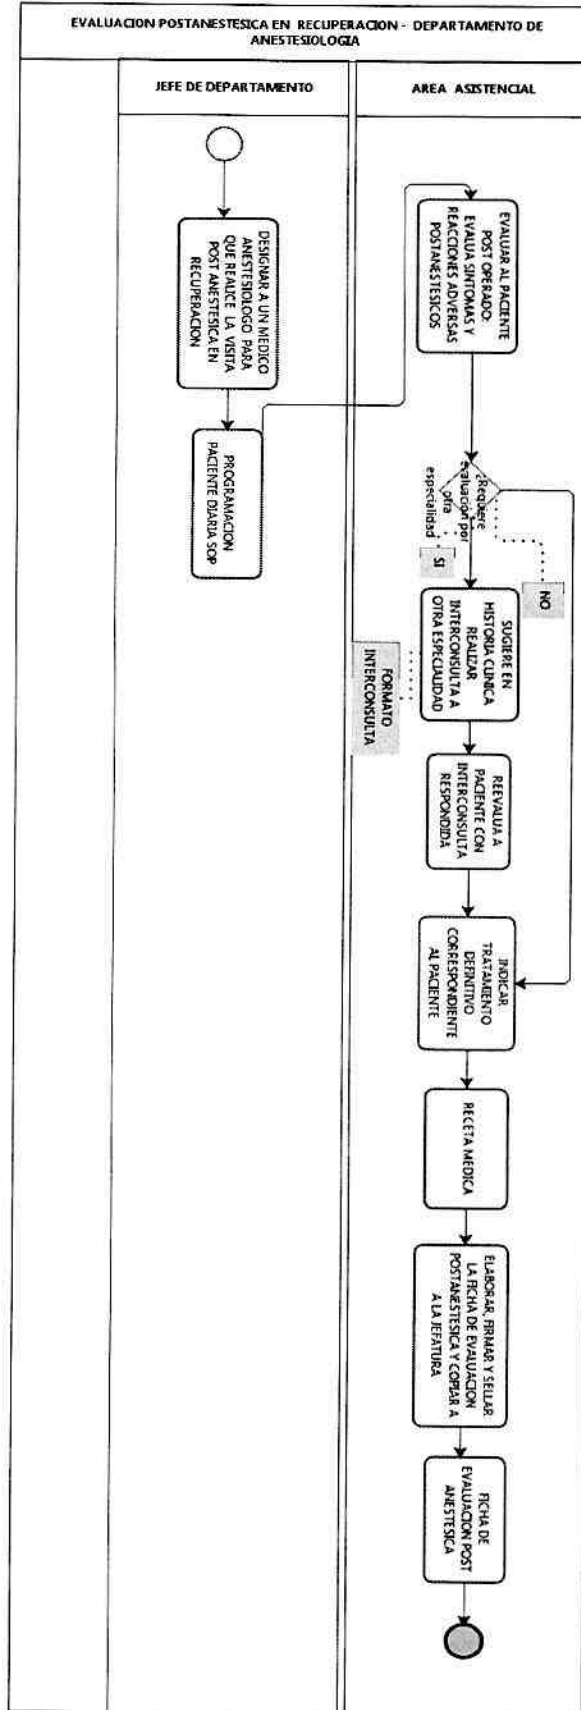 EVALUACION POSTANESTESICA EN RECUPERACION - DEPARTAMENTO DE
ANESTESIOLOGIA
JEFE DE DEPARTAMENTO
AREA ASISTENCIAL
DESIGNAR A UN MEDICO
ANESTESIOLOGO PARA
QUE REALICE LA VISITA
POST ANESTESICA EN
RECUPERACION
PROGRAMACION
PACIENTE DIARIA SOP
EVALUAR AL PACIENTE
POST OPERADO:
EVALUA SINTOMAS Y
REACCIONES ADVERSAS
POSTANESTESICOS
¿Requiere
evaluación por
otra
especialidad
SI
NO
SUGIERE EN
HISTORIA CLINICA
REALIZAR
INTERCONSULTA A
OTRA ESPECIALIDAD
FORMATO
INTERCONSULTA
REEVALUA A
PACIENTE CON
INTERCONSULTA
RESPONDIDA
INDICAR
TRATAMIENTO
DEFINITIVO
CORRESPONDIENTE
AL PACIENTE
RECETA MEDICA
ELABORAR, FIRMAR Y SELLAR
LA FICHA DE EVALUACION
POSTANESTESICA Y COPIAR A
A LA JEFATURA
FICHA DE
EVALUACION POST
ANESTESICA